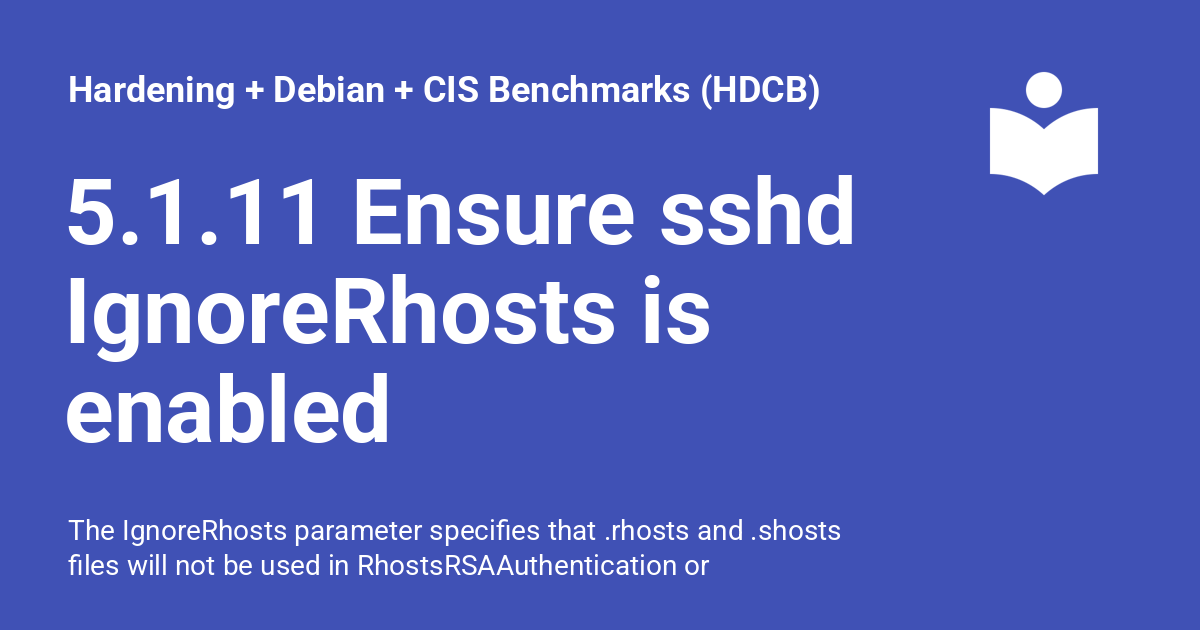 Hardening + Debian + CIS Benchmarks (HDCB)
5.1.11 Ensure sshd
IgnoreRhosts is
enabled
The IgnoreRhosts parameter specifies that .rhosts and .shosts
files will not be used in RhostsRSAAuthentication or